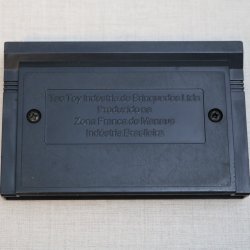 Tec Toy Indústria de Brinquedos Ltda
Produzido na
Zona Franca de Manaus
Indústria Brasileira